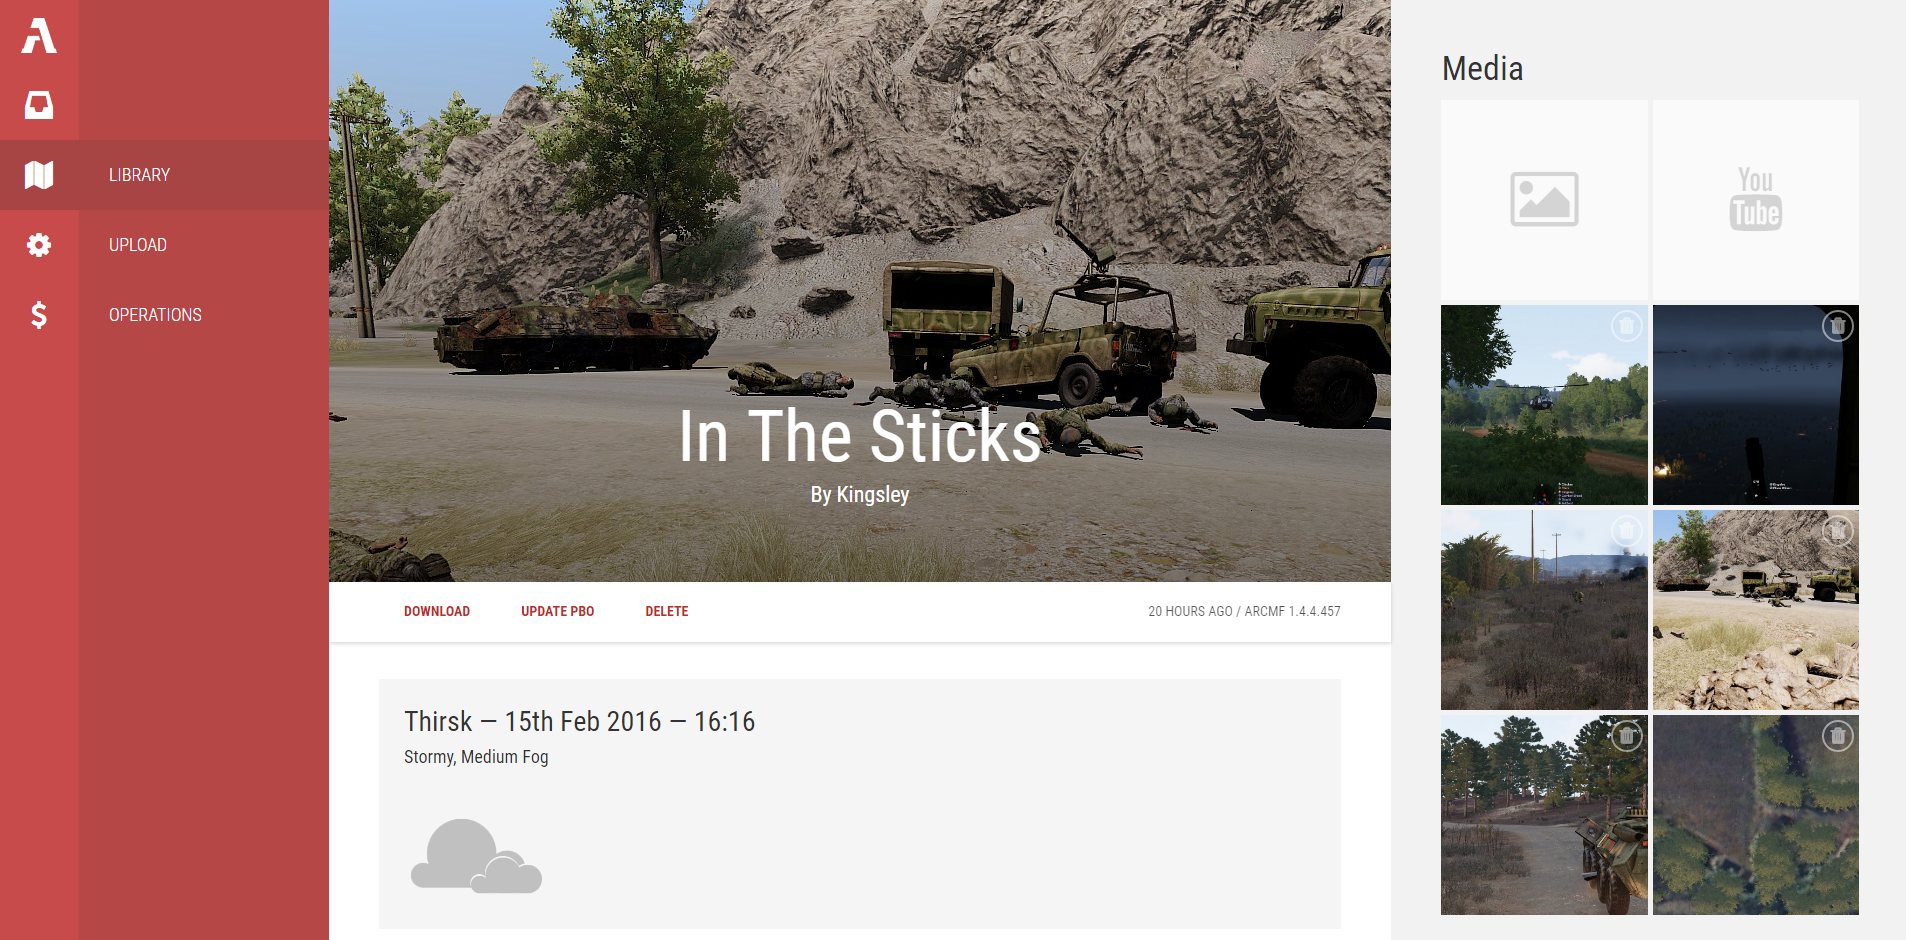 LIBRARY
UPLOAD
OPERATIONS
In The Sticks
By Kingsley
DOWNLOAD
UPDATE PBO
DELETE
20 HOURS AGO / ARCMF 1.4.4.457
Thirsk — 15th Feb 2016 — 16:16
Stormy, Medium Fog
Media
You
Tube